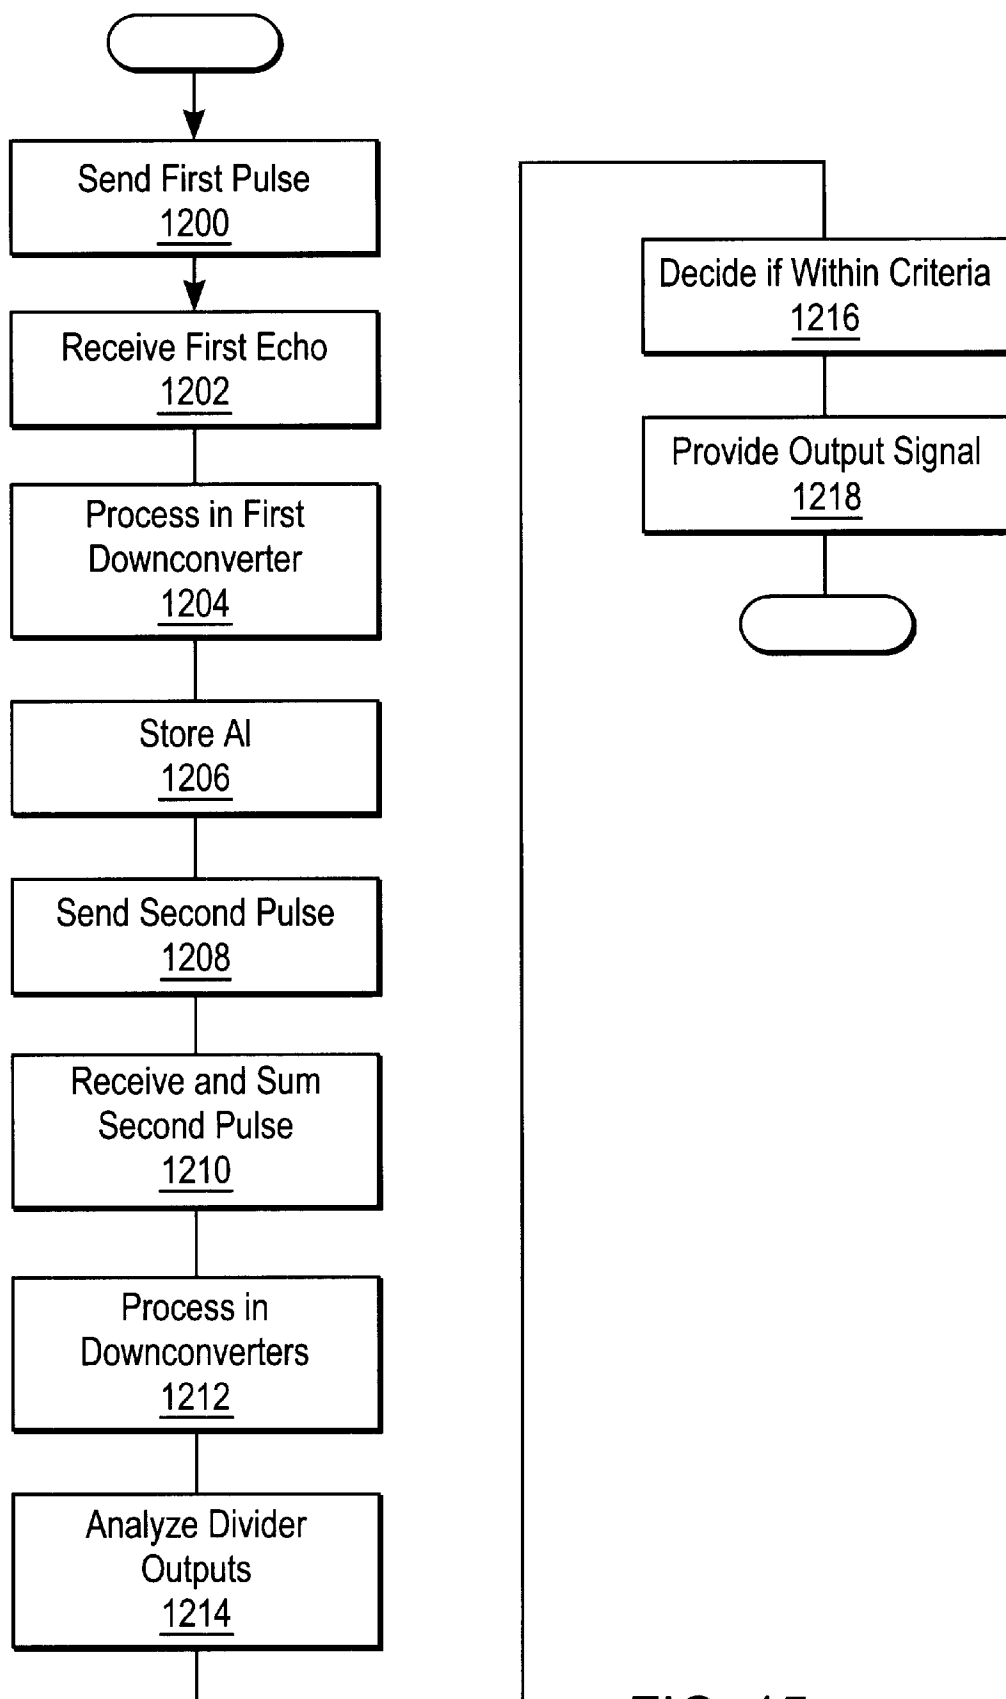 Send First Pulse
1200
Receive First Echo
1202
Process in First
Downconverter
1204
Store AI
1206
Send Second Pulse
1208
Receive and Sum
Second Pulse
1210
Process in
Downconverters
1212
Analyze Divider
Outputs
1214
Decide if Within Criteria
1216
Provide Output Signal
1218